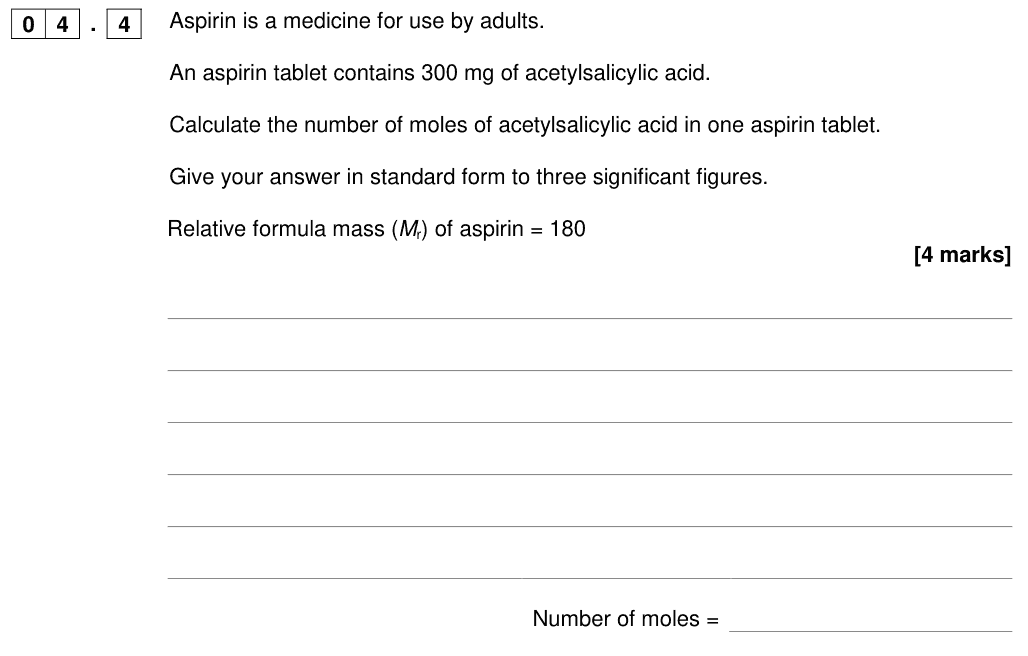 04.4 Aspirin is a medicine for use by adults.
An aspirin tablet contains 300 mg of acetylsalicylic acid.
Calculate the number of moles of acetylsalicylic acid in one aspirin tablet.
Give your answer in standard form to three significant figures.
Relative formula mass (Mr) of aspirin = 180
[4 marks]
Number of moles =